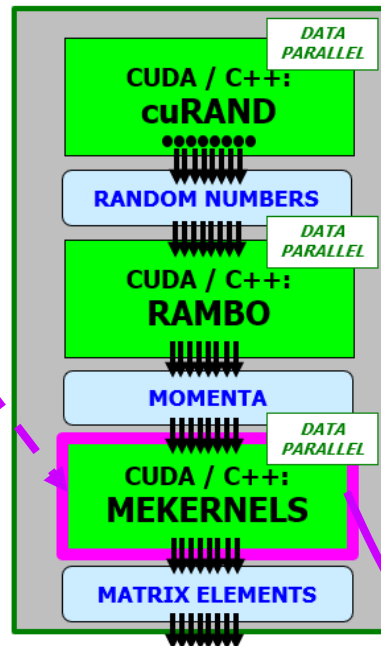 DATA
PARALLEL
CUDA / C++:
cuRAND
RANDOM NUMBERS
DATA
PARALLEL
CUDA / C++:
RAMBO
MOMENTA
DATA
PARALLEL
CUDA / C++:
MEKERNELS
MATRIX ELEMENTS